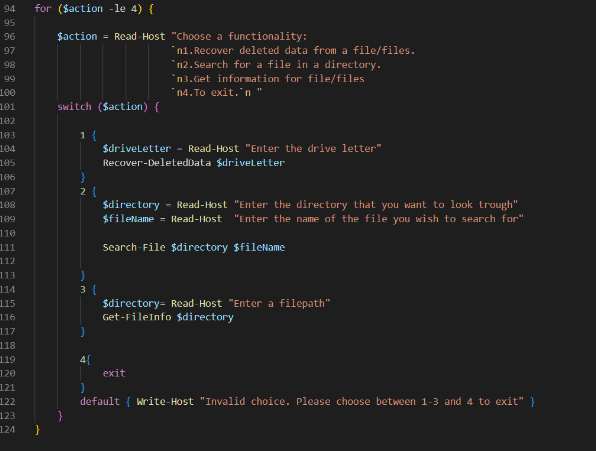 94 for ($action -le 4) {
95
96 $action = Read-Host "Choose a functionality:
97 `n1.Recover deleted data from a file/files.
98 `n2.Search for a file in a directory.
99 `n3.Get information for file/files
100 `n4.To exit.`n "
101 switch ($action) {
102
103 1 {
104 $driveLetter = Read-Host "Enter the drive letter"
105 Recover-DeletedData $driveLetter
106 }
107 2 {
108 $directory = Read-Host "Enter the directory that you want to look trough"
109 $fileName = Read-Host  "Enter the name of the file you wish to search for"
110
111 Search-File $directory $fileName
112
113 }
114 3 {
115 $directory= Read-Host "Enter a filepath"
116 Get-FileInfo $directory
117 }
118
119 4{
120 exit
121 }
122 default { Write-Host "Invalid choice. Please choose between 1-3 and 4 to exit" }
123 }
124 }